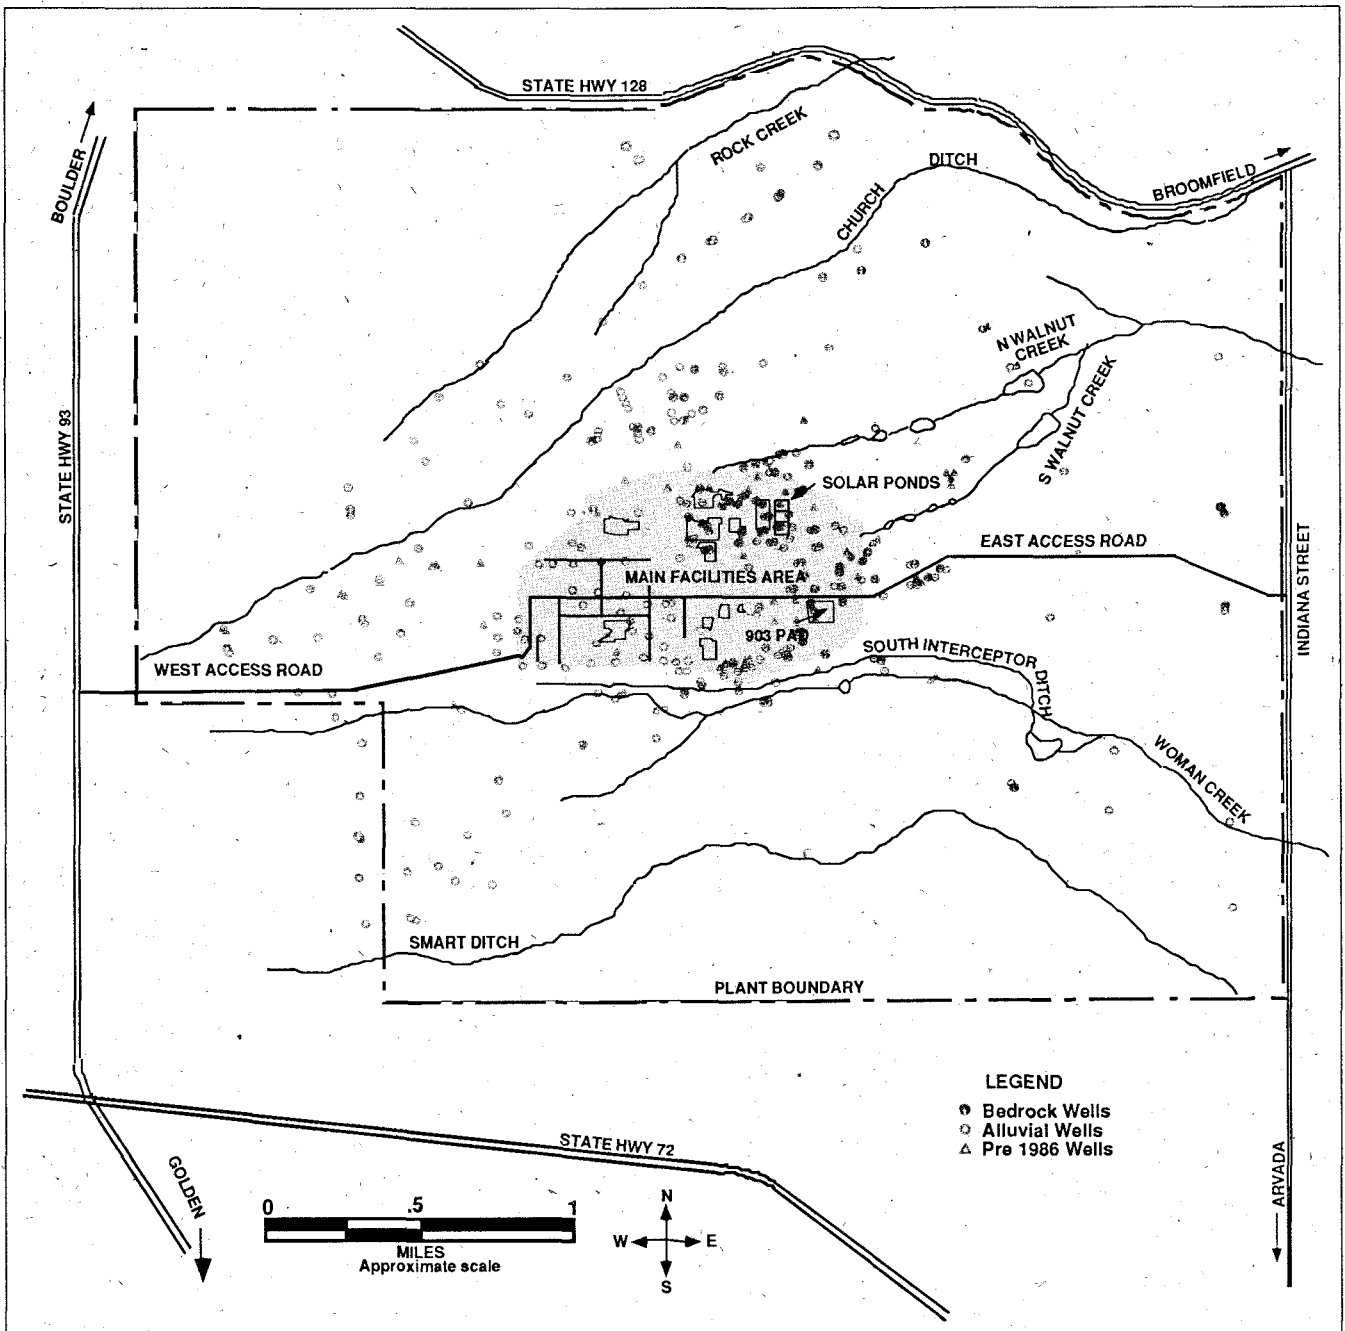 STATE HWY 128
ROCK CREEK
DITCH
CHURCH
BROOMFIELD
BOULDER
N WALNUT
CREEK
S WALNUT CREEK
STATE HWY 93
SOLAR PONDS
EAST ACCESS ROAD
MAIN FACILITIES AREA
INDIANA STREET
903 PAD
SOUTH INTERCEPTOR
DITCH
WEST ACCESS ROAD
WOMAN CREEK
SMART DITCH
PLANT BOUNDARY
LEGEND
Bedrock Wells
Alluvial Wells
Pre 1986 Wells
STATE HWY 72
GOLDEN
ARVADA
0 .5 1
MILES
Approximate scale
N
W E
S